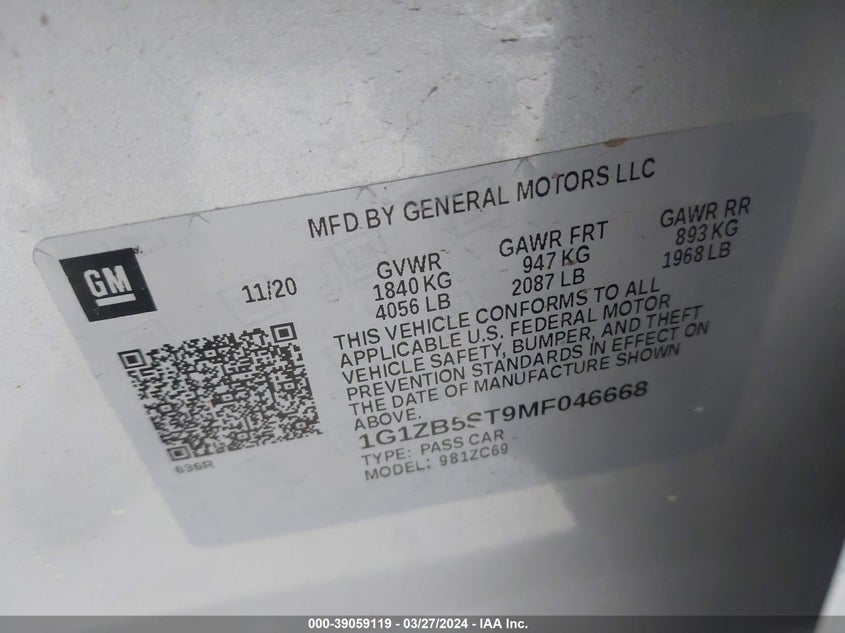 MFD BY GENERAL MOTORS LLC
GM
11/20
GVWR
1840 KG
4056 LB
GAWR FRT
947 KG
2087 LB
GAWR RR
893 KG
1968 LB
THIS VEHICLE CONFORMS TO ALL
APPLICABLE U.S. FEDERAL MOTOR
VEHICLE SAFETY, BUMPER, AND THEFT
PREVENTION STANDARDS IN EFFECT ON
THE DATE OF MANUFACTURE SHOWN
ABOVE.
1G1ZB5ST9MF046668
TYPE: PASS CAR
MODEL: 981ZC69
636R
000-39059119 / 03/27/2024 - IAA Inc.